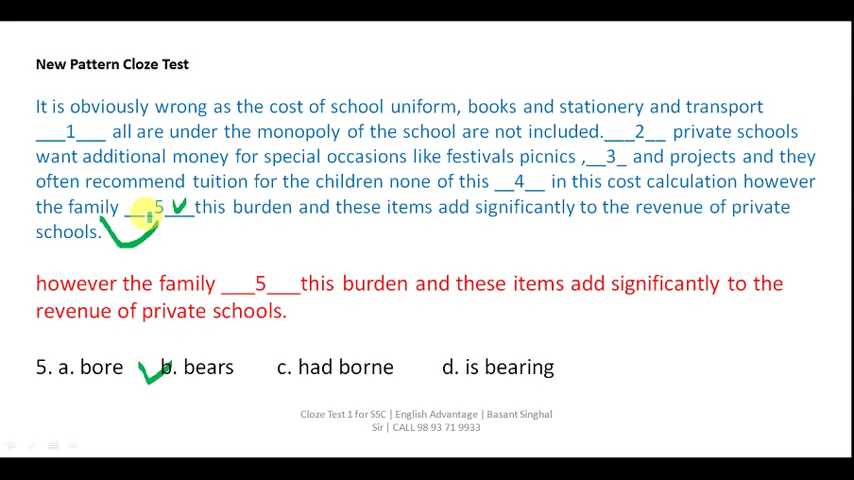 New Pattern Cloze Test
It is obviously wrong as the cost of school uniform, books and stationery and transport
___1___ all are under the monopoly of the school are not included.___2__ private schools
want additional money for special occasions like festivals picnics ,__3_ and projects and they
often recommend tuition for the children none of this __4__ in this cost calculation however
the family ___5___this burden and these items add significantly to the revenue of private
schools.
however the family ___5___this burden and these items add significantly to the
revenue of private schools.
5. a. bore b. bears c. had borne d. is bearing
Cloze Test 1 for SSC | English Advantage | Basant Singhal
Sir | CALL 98 93 71 9933